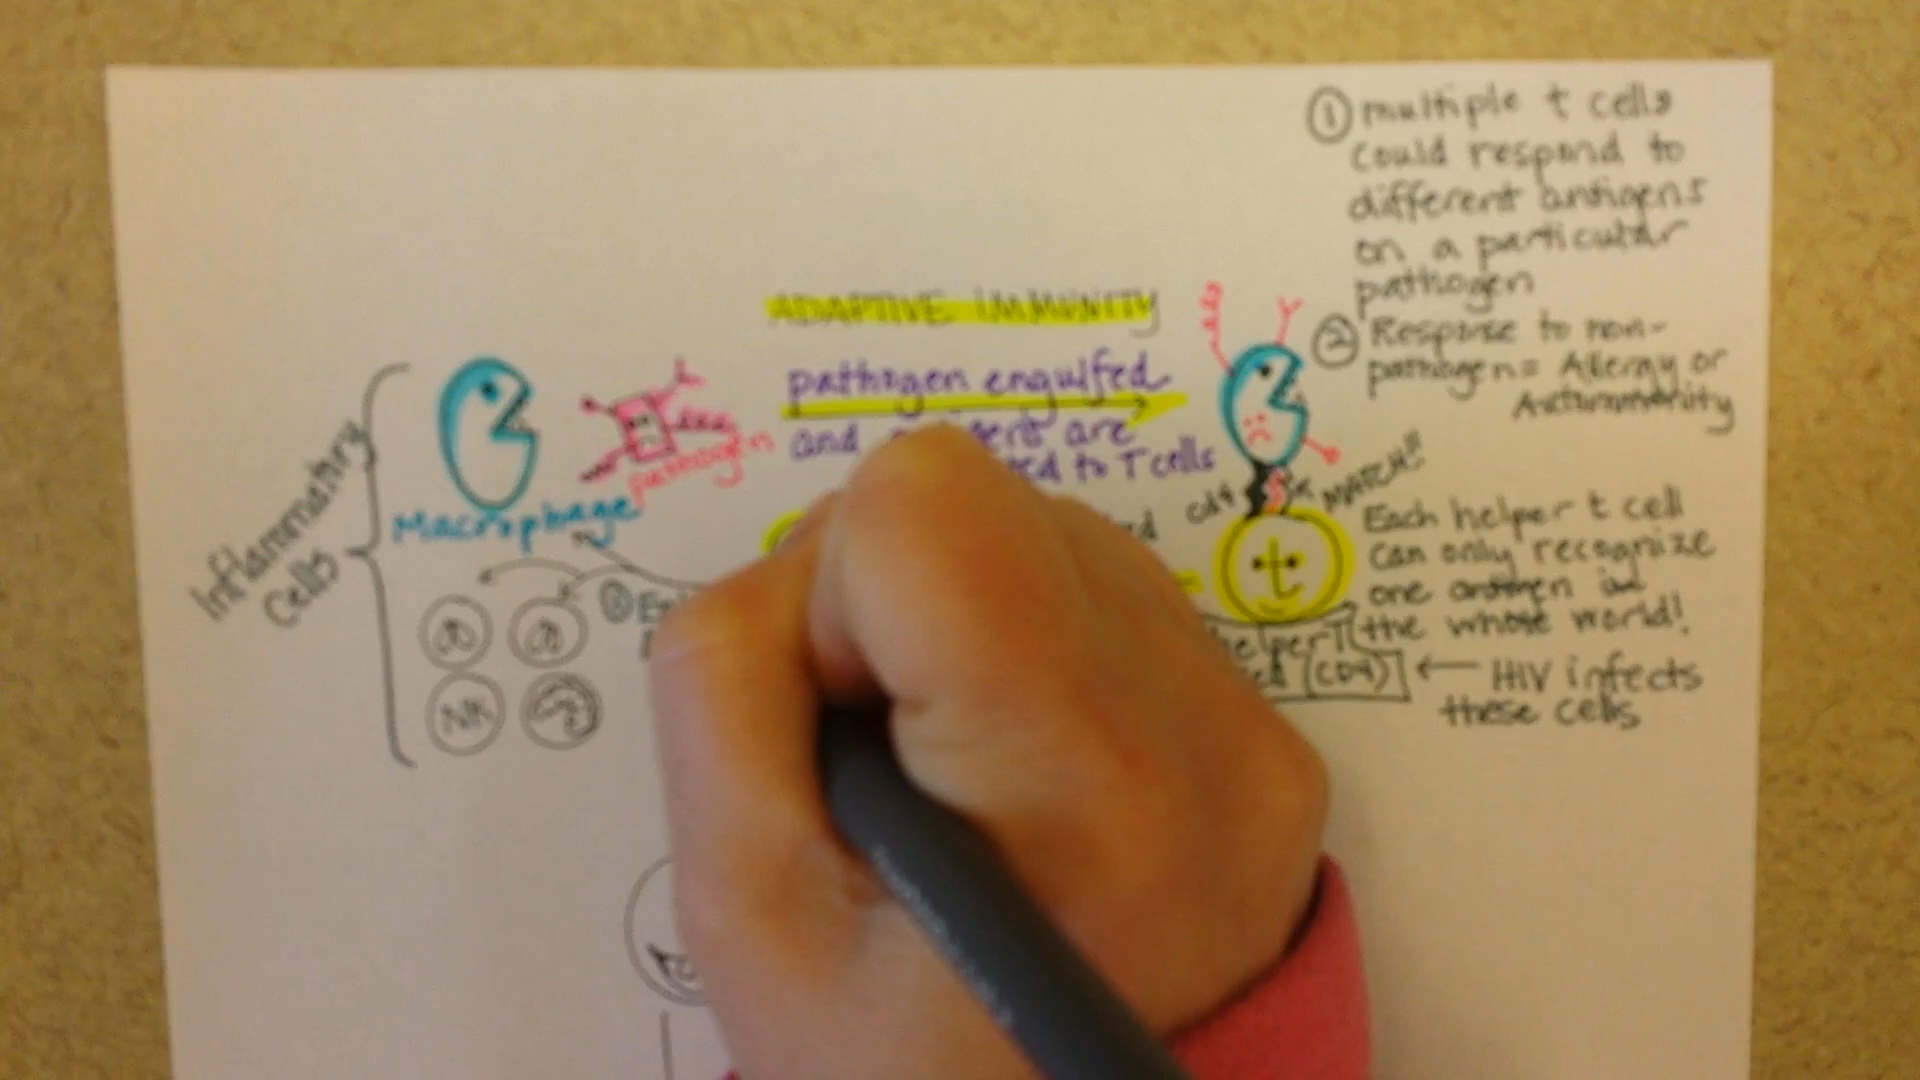 ① multiple t cells
could respond to
different antigens
on a particular
pathogen
② Response to non-
pathogen = Allergy or
Autoimmunity
ADAPTIVE IMMUNITY
pathogen engulfed
and are
to T cells
pathogen
Macrophage
Inflammatory
Cells
NK
CD4
MATCH!!
t
Each helper t cell
can only recognize
one antigen in
the whole world!
helper T
(CD4) ← HIV infects
these cells